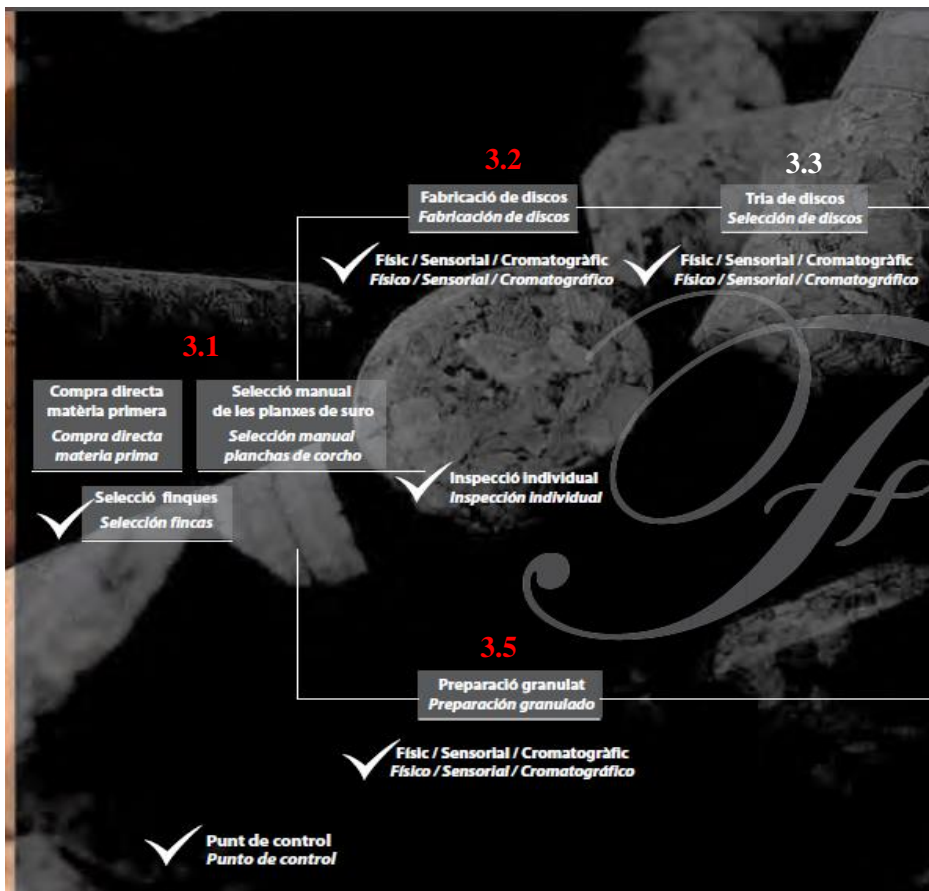 3.2
Fabricació de discos
Fabricación de discos
Físic / Sensorial / Cromatogràfic
Físico / Sensorial / Cromatográfico
3.3
Tria de discos
Selección de discos
Físic / Sensorial / Cromatogràfic
Físico / Sensorial / Cromatográfico
3.1
Compra directa
matèria primera
Compra directa
materia prima
Selecció manual
de les planxes de suro
Selección manual
planchas de corcho
Inspecció individual
Inspección individual
Selecció finques
Selección fincas
3.5
Preparació granulat
Preparación granulado
Físic / Sensorial / Cromatogràfic
Físico / Sensorial / Cromatográfico
Punt de control
Punto de control